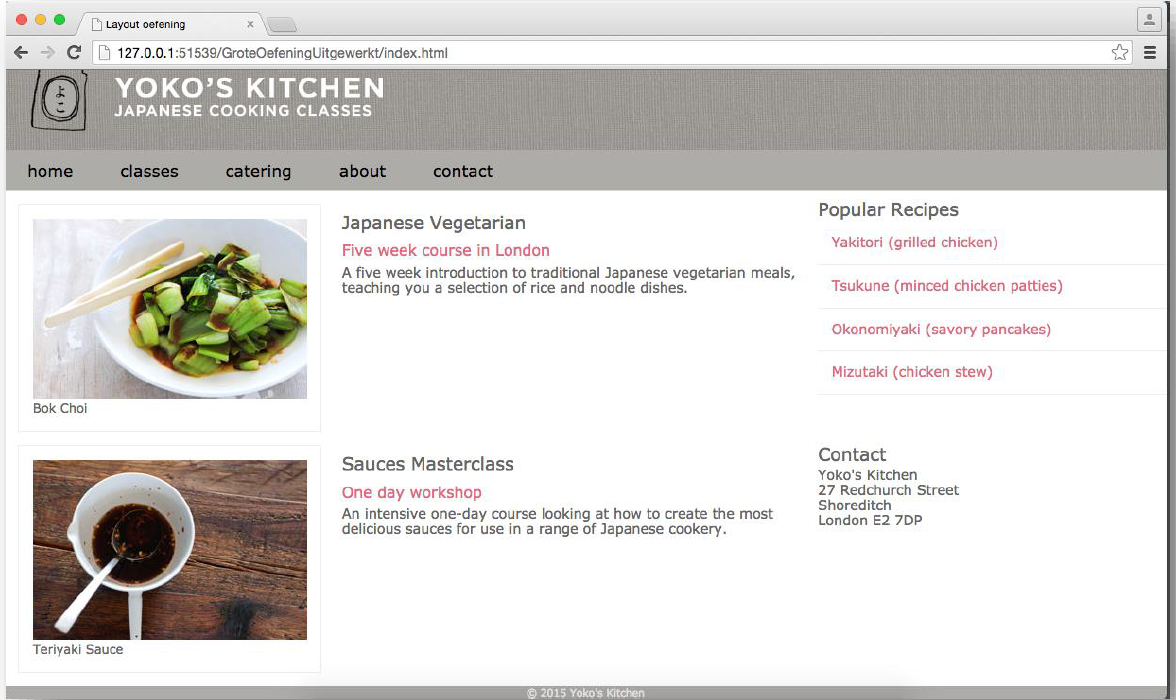 Layout oefening
127.0.0.1:51539/GroteOefeningUitgewerkt/index.html
よこ
YOKO'S KITCHEN
JAPANESE COOKING CLASSES
home classes catering about contact
Bok Choi
Japanese Vegetarian
Five week course in London
A five week introduction to traditional Japanese vegetarian meals,
teaching you a selection of rice and noodle dishes.
Teriyaki Sauce
Sauces Masterclass
One day workshop
An intensive one-day course looking at how to create the most
delicious sauces for use in a range of Japanese cookery.
Popular Recipes
Yakitori (grilled chicken)
Tsukune (minced chicken patties)
Okonomiyaki (savory pancakes)
Mizutaki (chicken stew)
Contact
Yoko's Kitchen
27 Redchurch Street
Shoreditch
London E2 7DP
© 2015 Yoko's Kitchen